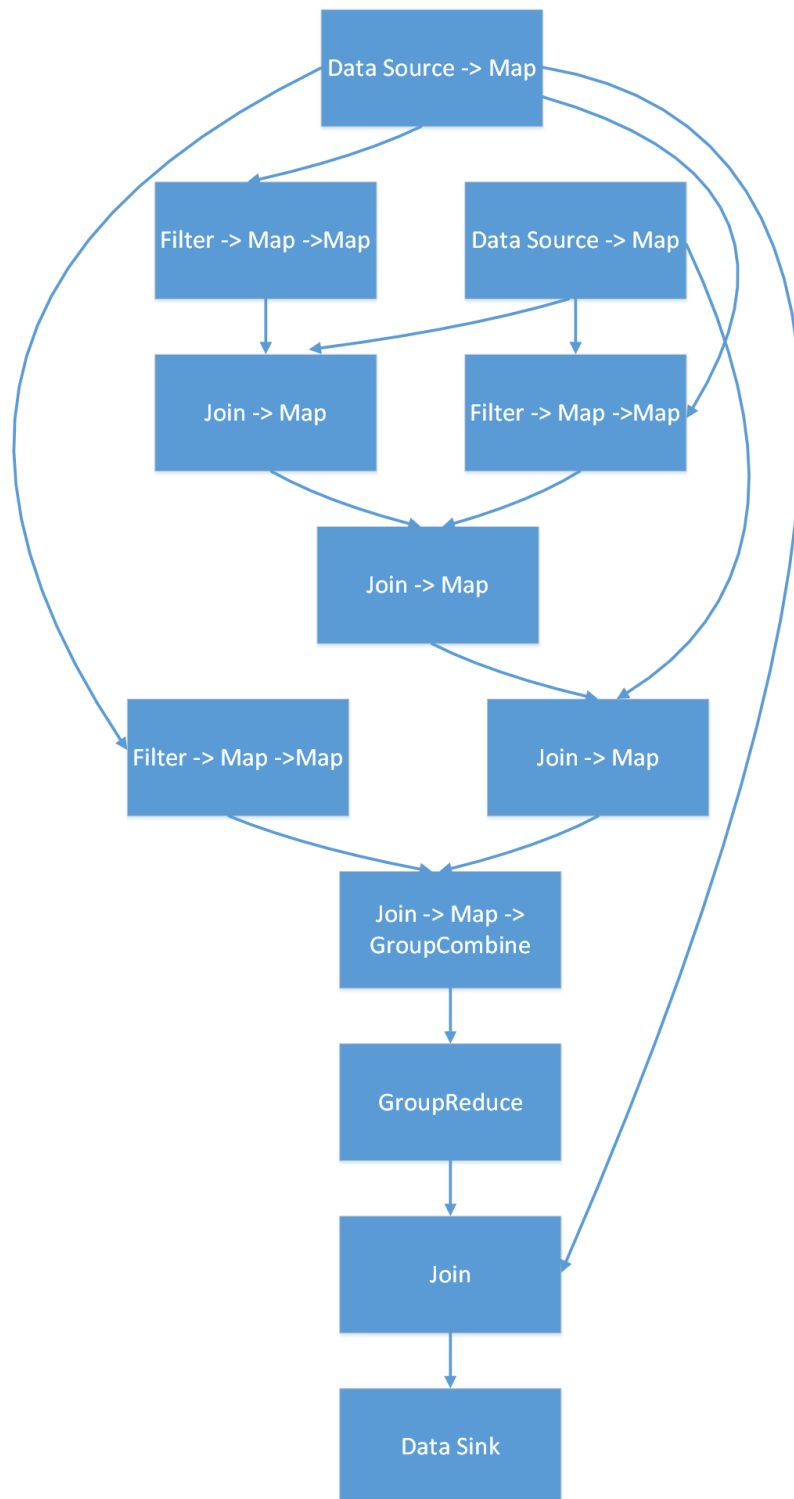 Data Source -> Map
Filter -> Map ->Map
Data Source -> Map
Join -> Map
Filter -> Map ->Map
Join -> Map
Filter -> Map ->Map
Join -> Map
Join -> Map ->
GroupCombine
GroupReduce
Join
Data Sink